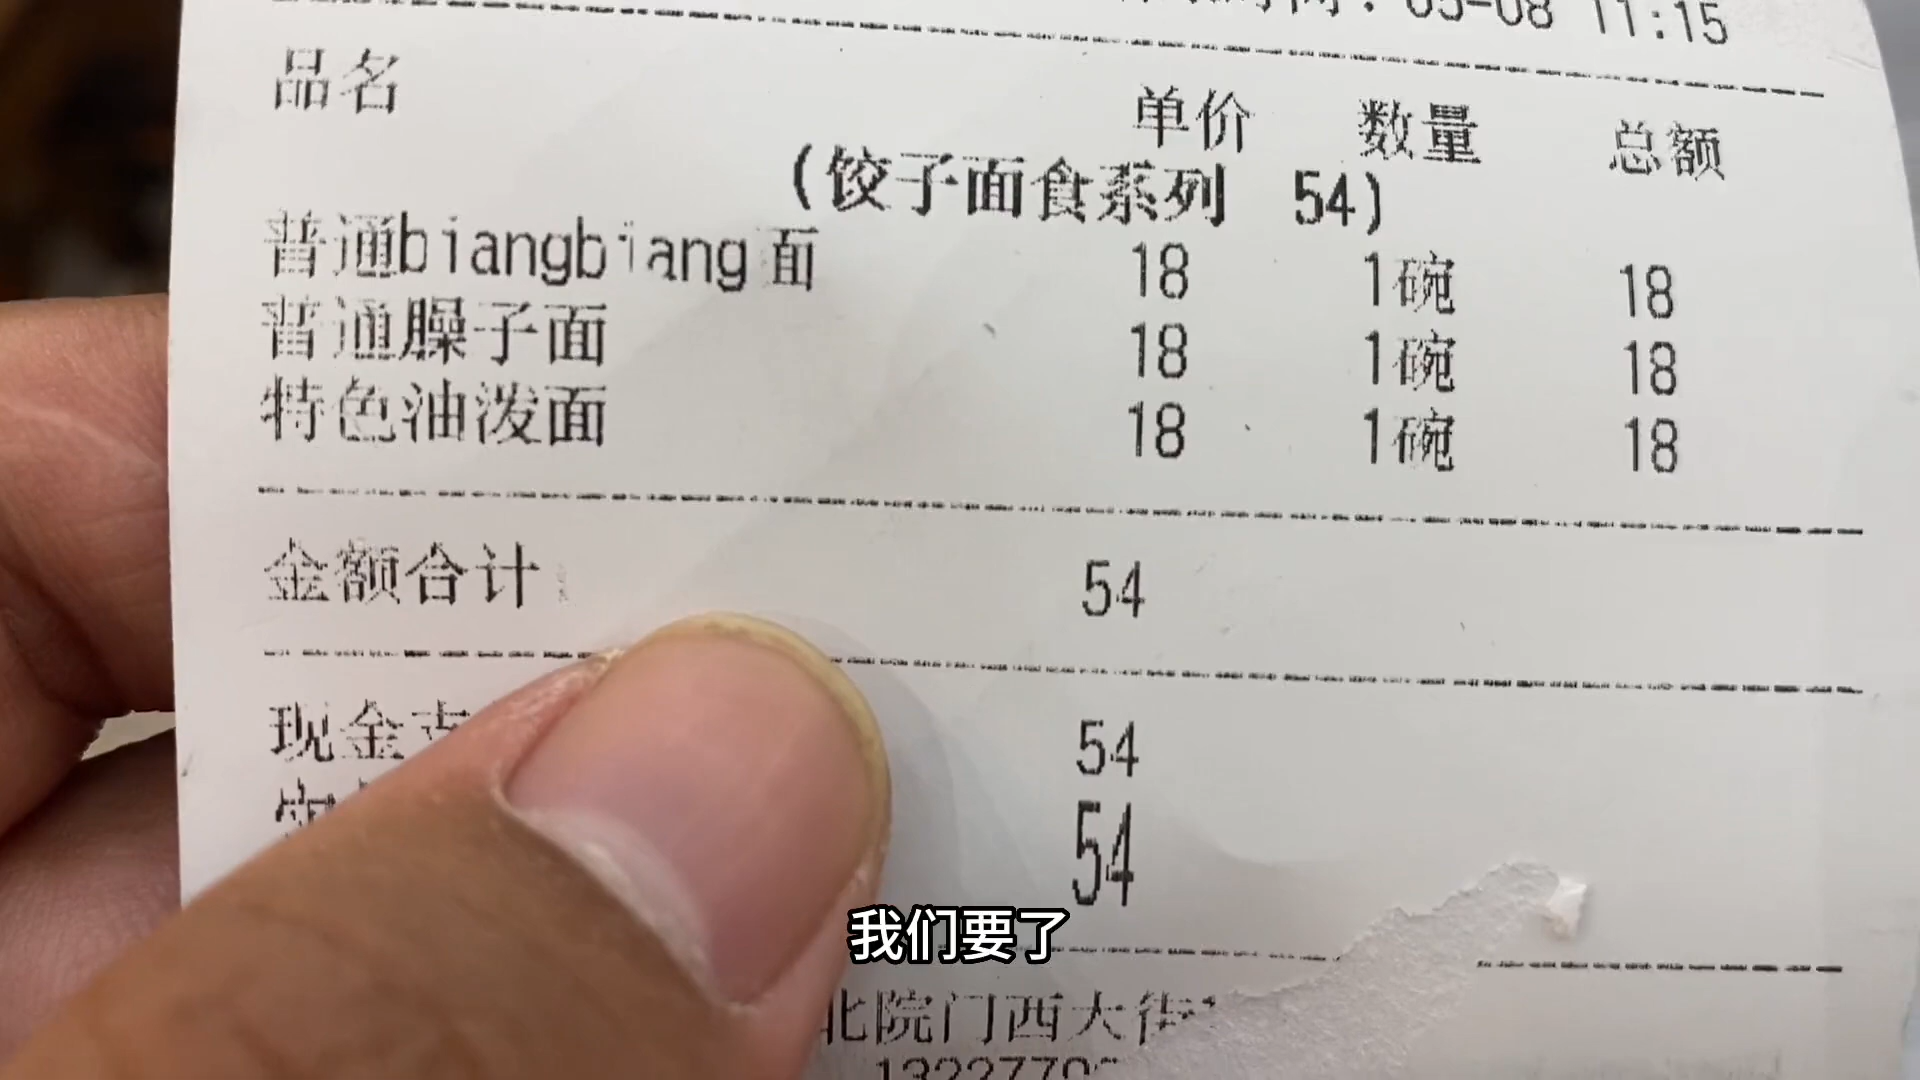 05-08 11:15
品名 单价 数量 总额
(饺子面食系列 54)
普通biangbiang面 18 1碗 18
普通臊子面 18 1碗 18
特色油泼面 18 1碗 18
金额合计: 54
现金 54
54
我们要了
北院门西大街
1322779